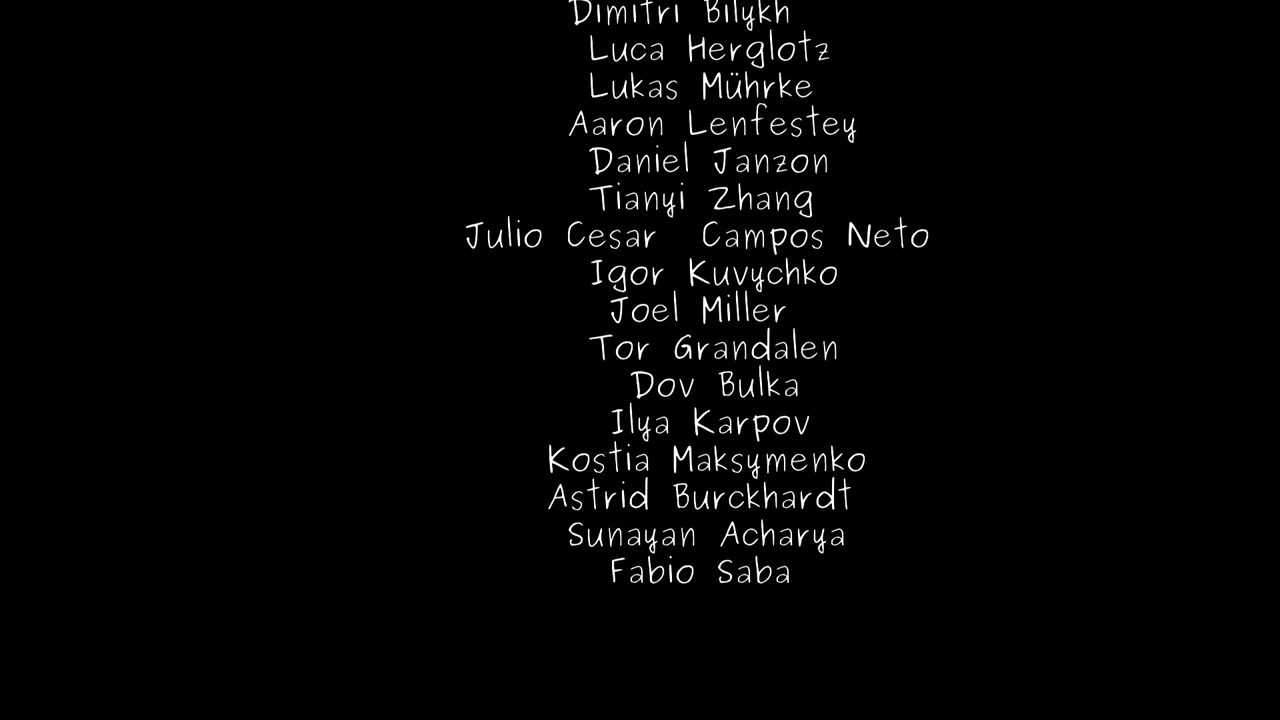 Dimitri Bilykh
Luca Herglotz
Lukas Mührke
Aaron Lenfestey
Daniel Janzon
Tianyi Zhang
Julio Cesar  Campos Neto
Igor Kuvychko
Joel Miller
Tor Grandalen
Dov Bulka
Ilya Karpov
Kostia Maksymenko
Astrid Burckhardt
Sunayan Acharya
Fabio Saba